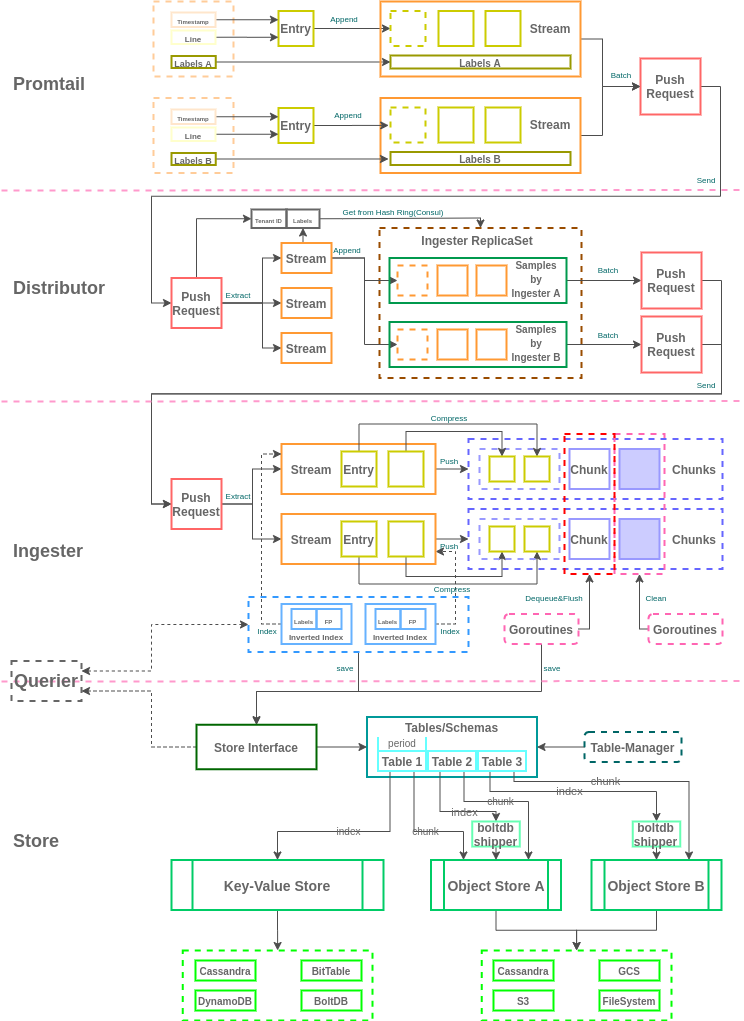 Timestamp
Line
Labels A
Entry
Append
Stream
Labels A
Batch
Push
Request
Promtail
Timestamp
Line
Labels B
Entry
Append
Stream
Labels B
Send
Tenant ID
Labels
Get from Hash Ring(Consul)
Stream
Append
Ingester ReplicaSet
Samples
by
Ingester A
Batch
Push
Request
Distributor
Push
Request
Extract
Stream
Stream
Samples
by
Ingester B
Batch
Push
Request
Send
Compress
Stream
Entry
Push
Chunk
Chunks
Push
Request
Extract
Stream
Entry
Push
Chunk
Chunks
Ingester
Compress
Dequeue&Flush
Clean
Labels
FP
Inverted Index
Labels
FP
Inverted Index
Index
Index
Goroutines
Goroutines
save
save
Querier
Store Interface
Tables/Schemas
period
Table 1
Table 2
Table 3
Table-Manager
chunk
index
chunk
index
index
chunk
boltdb
shipper
boltdb
shipper
Store
Key-Value Store
Object Store A
Object Store B
Cassandra
BitTable
DynamoDB
BoltDB
Cassandra
GCS
S3
FileSystem